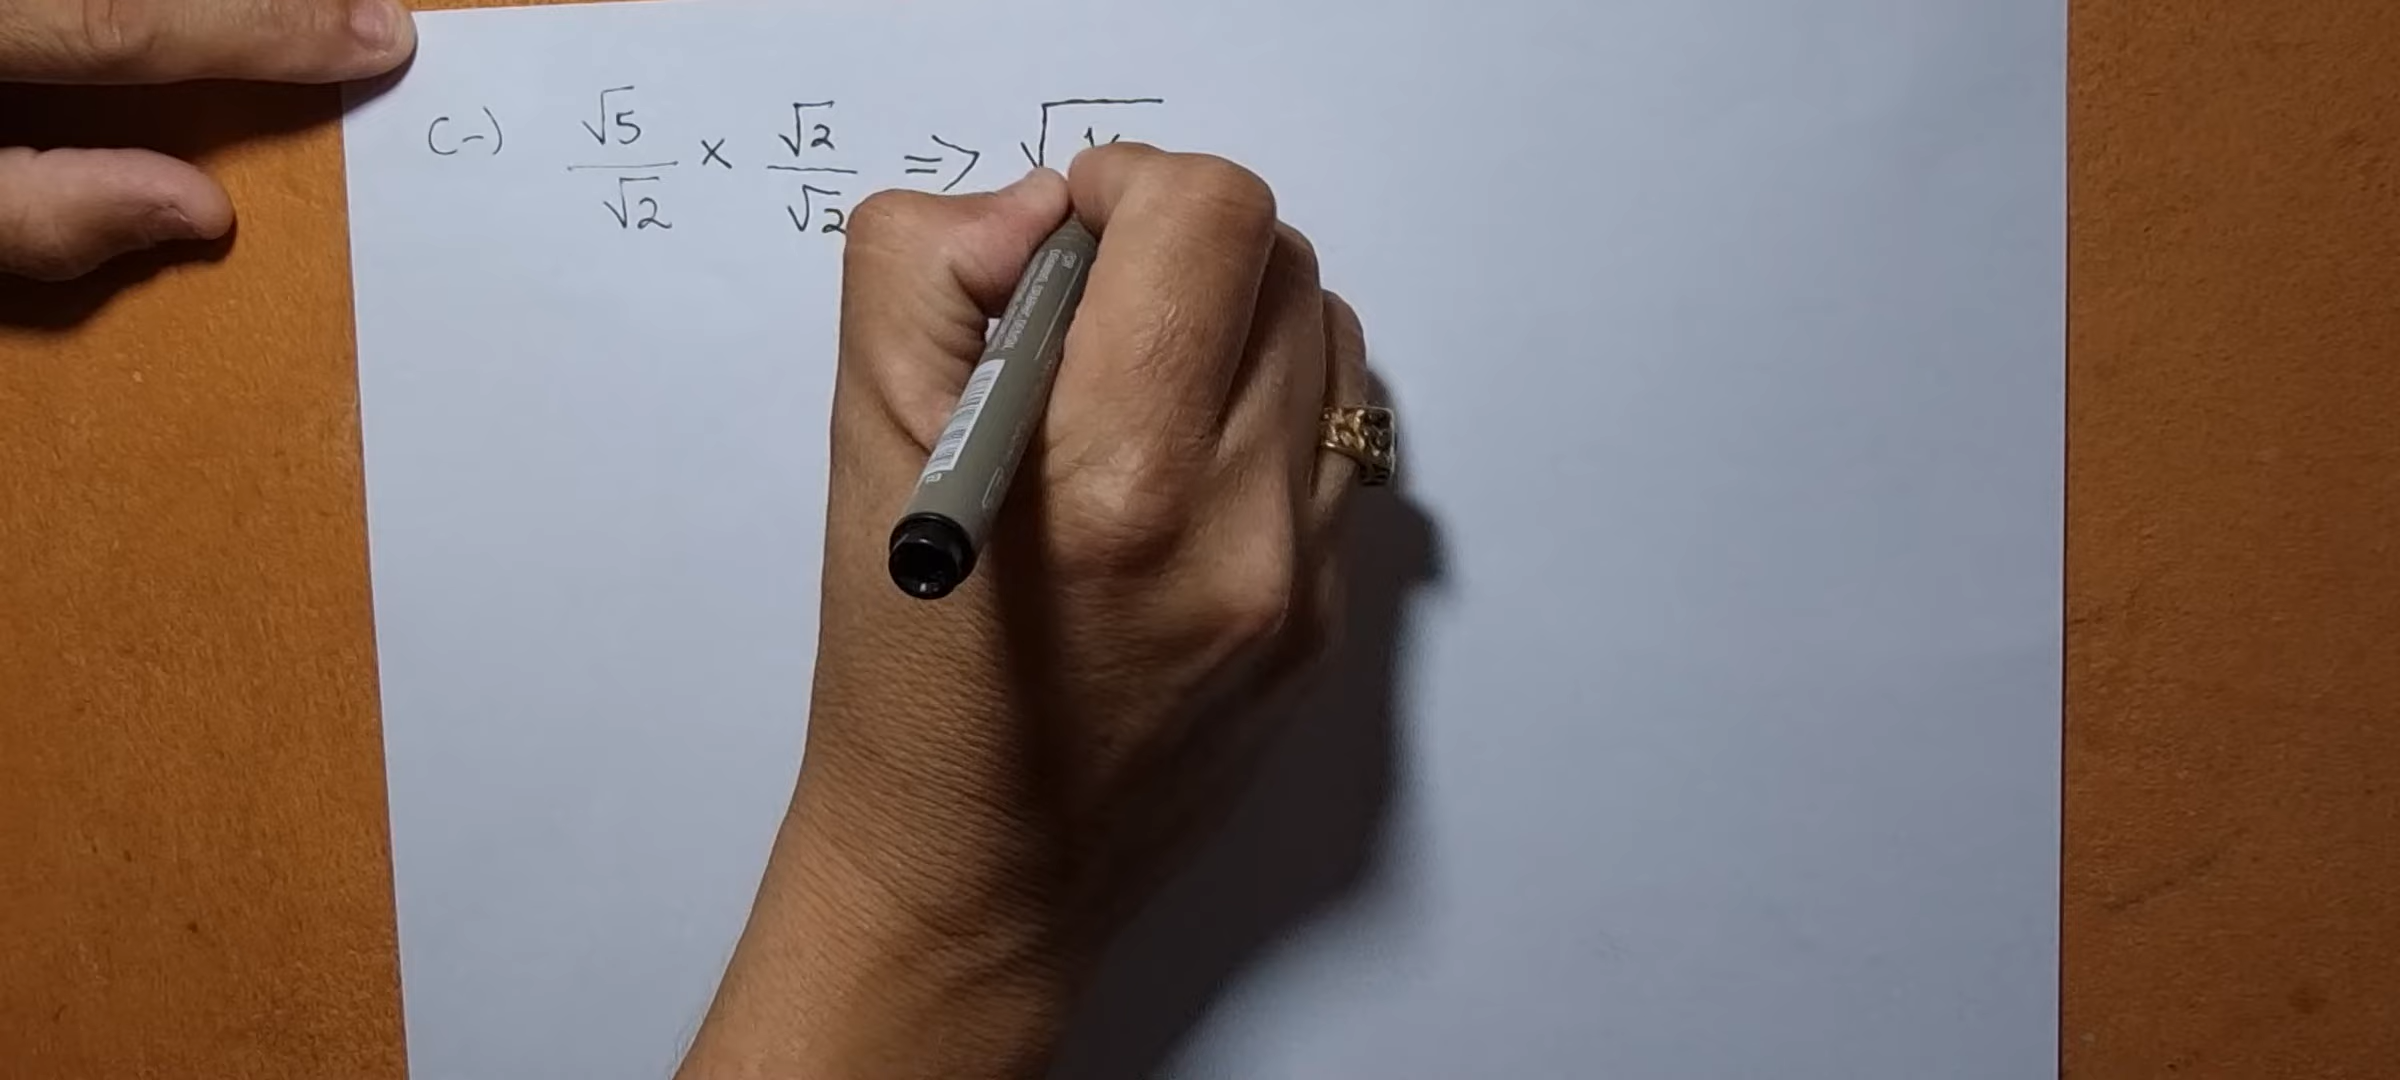 C-) √5/√2 × √2/√2 => √